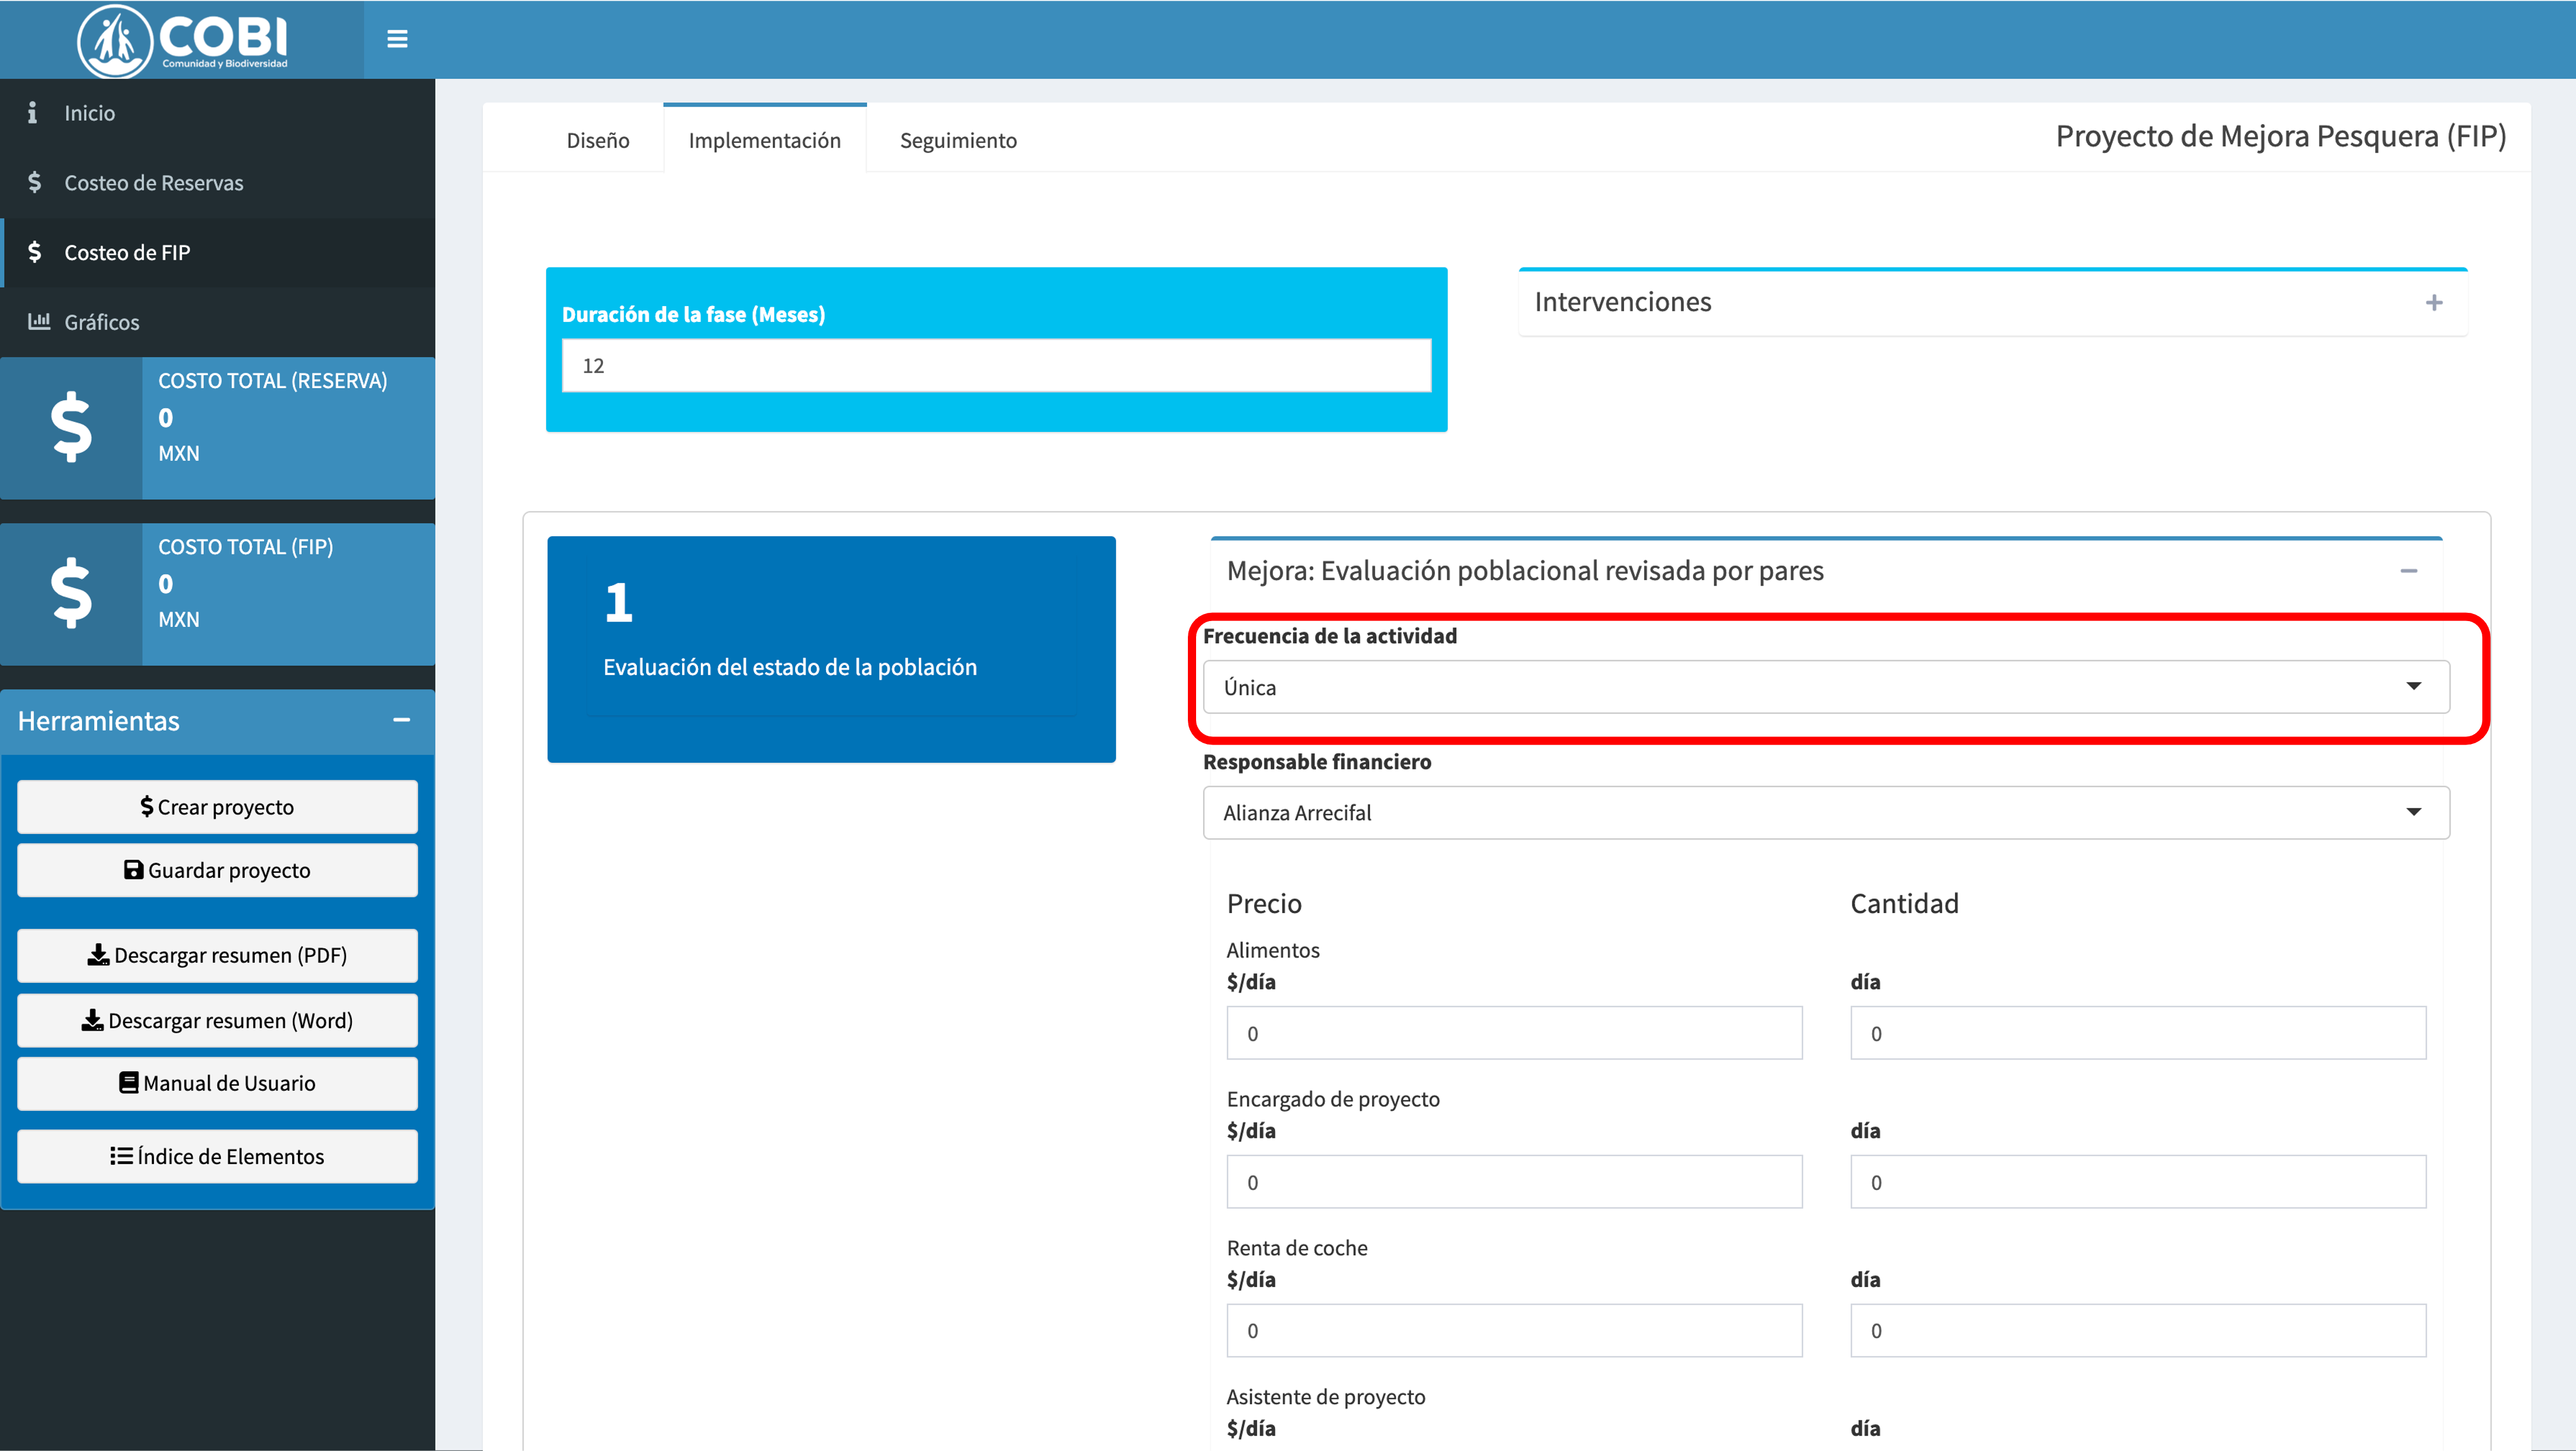 COBI
Comunidad y Biodiversidad
Inicio
Costeo de Reservas
Costeo de FIP
Gráficos
COSTO TOTAL (RESERVA)
0
MXN
COSTO TOTAL (FIP)
0
MXN
Herramientas
$ Crear proyecto
Guardar proyecto
Descargar resumen (PDF)
Descargar resumen (Word)
Manual de Usuario
Índice de Elementos
Diseño
Implementación
Seguimiento
Proyecto de Mejora Pesquera (FIP)
Duración de la fase (Meses)
12
Intervenciones
1
Evaluación del estado de la población
Mejora: Evaluación poblacional revisada por pares
Frecuencia de la actividad
Única
Responsable financiero
Alianza Arrecifal
Precio
Cantidad
Alimentos
$/día
día
0
0
Encargado de proyecto
$/día
día
0
0
Renta de coche
$/día
día
0
0
Asistente de proyecto
$/día
día